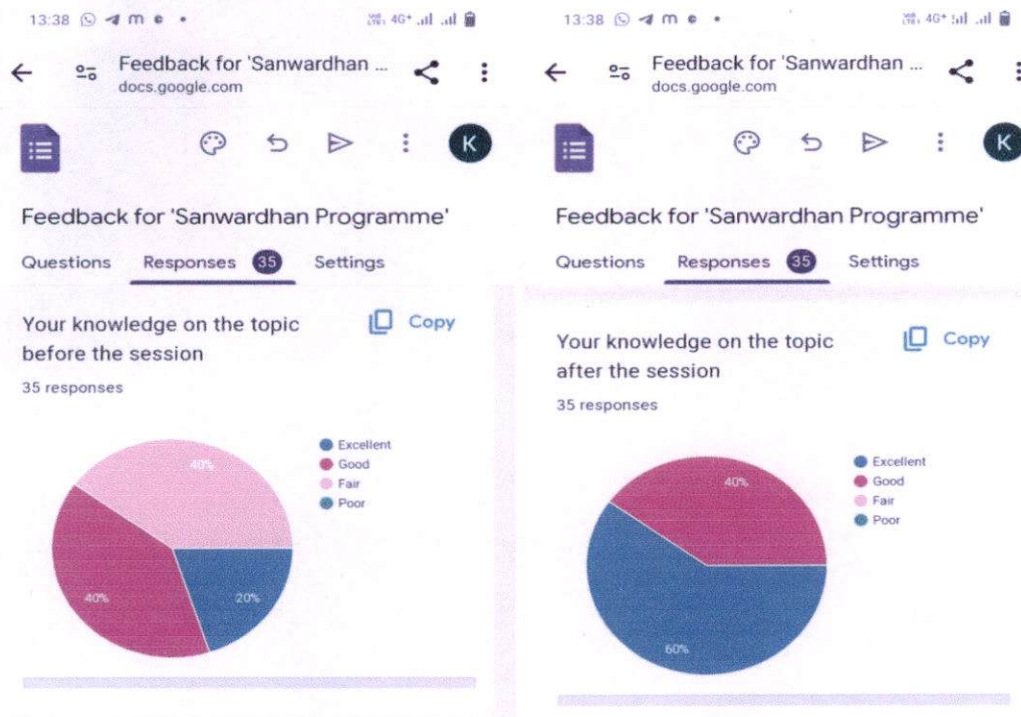 13:38
4G+
Feedback for 'Sanwardhan ...
docs.google.com
K
Feedback for 'Sanwardhan Programme'
Questions Responses 35 Settings
Your knowledge on the topic
before the session
Copy
35 responses
40%
40%
20%
Excellent
Good
Fair
Poor
13:38
4G+
Feedback for 'Sanwardhan ...
docs.google.com
K
Feedback for 'Sanwardhan Programme'
Questions Responses 35 Settings
Your knowledge on the topic
after the session
Copy
35 responses
40%
60%
Excellent
Good
Fair
Poor